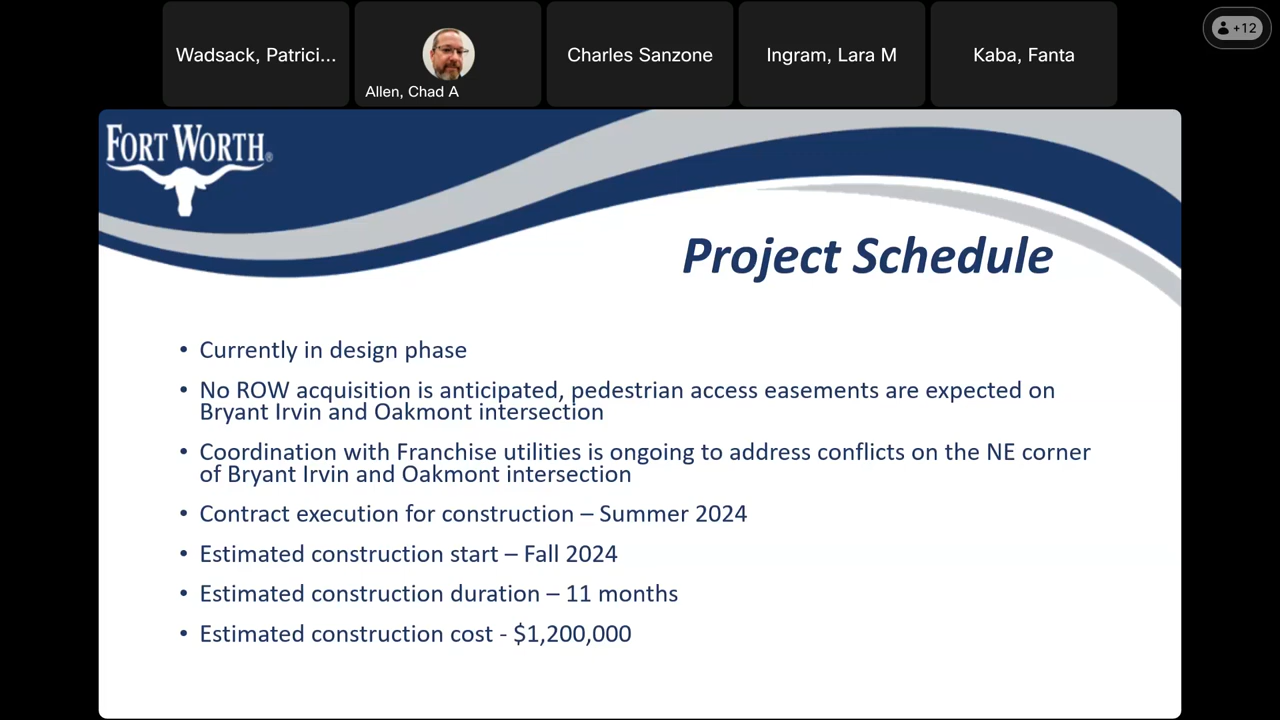 Wadsack, Patrici...
Allen, Chad A
Charles Sanzone
Ingram, Lara M
Kaba, Fanta
+12
FORT WORTH®
Project Schedule
• Currently in design phase
• No ROW acquisition is anticipated, pedestrian access easements are expected on
Bryant Irvin and Oakmont intersection
• Coordination with Franchise utilities is ongoing to address conflicts on the NE corner
of Bryant Irvin and Oakmont intersection
• Contract execution for construction – Summer 2024
• Estimated construction start – Fall 2024
• Estimated construction duration – 11 months
• Estimated construction cost - $1,200,000